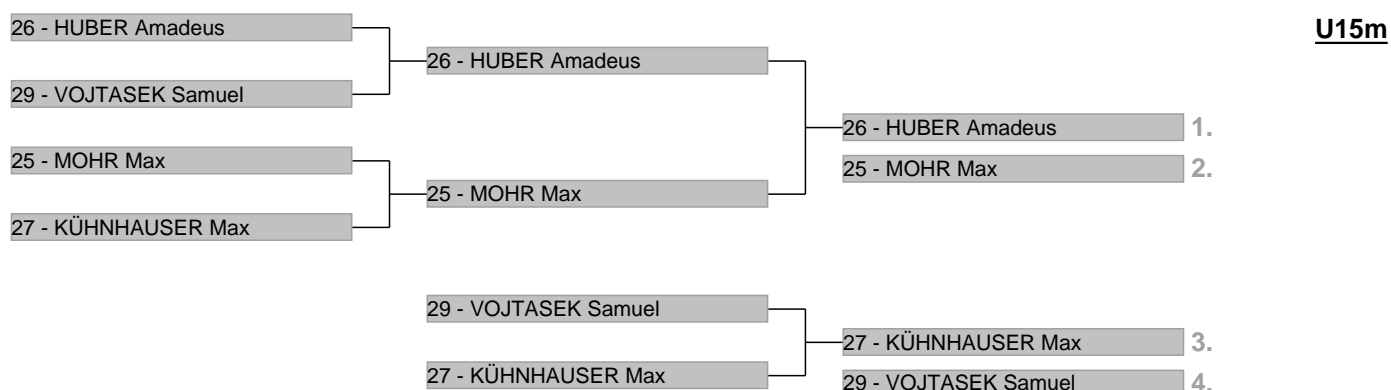 U15m
26 - HUBER Amadeus
29 - VOJTASEK Samuel
25 - MOHR Max
27 - KÜHNHAUSER Max
26 - HUBER Amadeus
25 - MOHR Max
26 - HUBER Amadeus 1.
25 - MOHR Max 2.
29 - VOJTASEK Samuel
27 - KÜHNHAUSER Max
27 - KÜHNHAUSER Max 3.
29 - VOJTASEK Samuel 4.